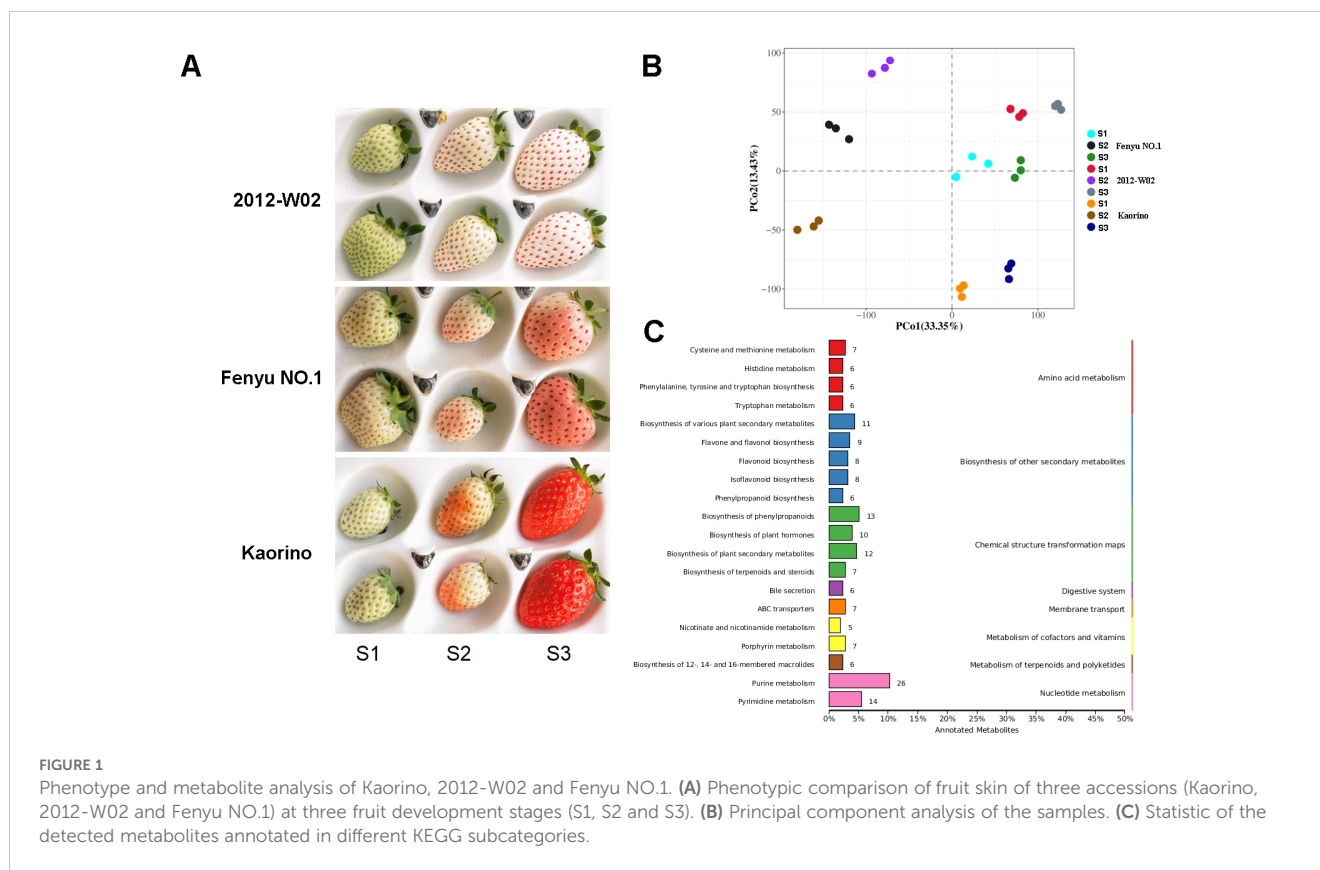 A
2012-W02
Fenyu NO.1
Kaorino
S1 S2 S3
B
100
50
0
−50
−100
PCo2(13.43%)
−100 0 100
PCo1(33.35%)
S1
S2 Fenyu NO.1
S3
S1
S2 2012-W02
S3
S1
S2 Kaorino
S3
C
Cysteine and methionine metabolism 7
Histidine metabolism 6
Phenylalanine, tyrosine and tryptophan biosynthesis 6
Tryptophan metabolism 6
Biosynthesis of various plant secondary metabolites 11
Flavone and flavonol biosynthesis 9
Flavonoid biosynthesis 8
Isoflavonoid biosynthesis 8
Phenylpropanoid biosynthesis 6
Biosynthesis of phenylpropanoids 13
Biosynthesis of plant hormones 10
Biosynthesis of plant secondary metabolites 12
Biosynthesis of terpenoids and steroids 7
Bile secretion 6
ABC transporters 7
Nicotinate and nicotinamide metabolism 5
Porphyrin metabolism 7
Biosynthesis of 12-, 14- and 16-membered macrolides 6
Purine metabolism 26
Pyrimidine metabolism 14
Amino acid metabolism
Biosynthesis of other secondary metabolites
Chemical structure transformation maps
Digestive system
Membrane transport
Metabolism of cofactors and vitamins
Metabolism of terpenoids and polyketides
Nucleotide metabolism
0% 5% 10% 15% 20% 25% 30% 35% 40% 45% 50%
Annotated Metabolites
FIGURE 1
Phenotype and metabolite analysis of Kaorino, 2012-W02 and Fenyu NO.1. (A) Phenotypic comparison of fruit skin of three accessions (Kaorino,
2012-W02 and Fenyu NO.1) at three fruit development stages (S1, S2 and S3). (B) Principal component analysis of the samples. (C) Statistic of the
detected metabolites annotated in different KEGG subcategories.